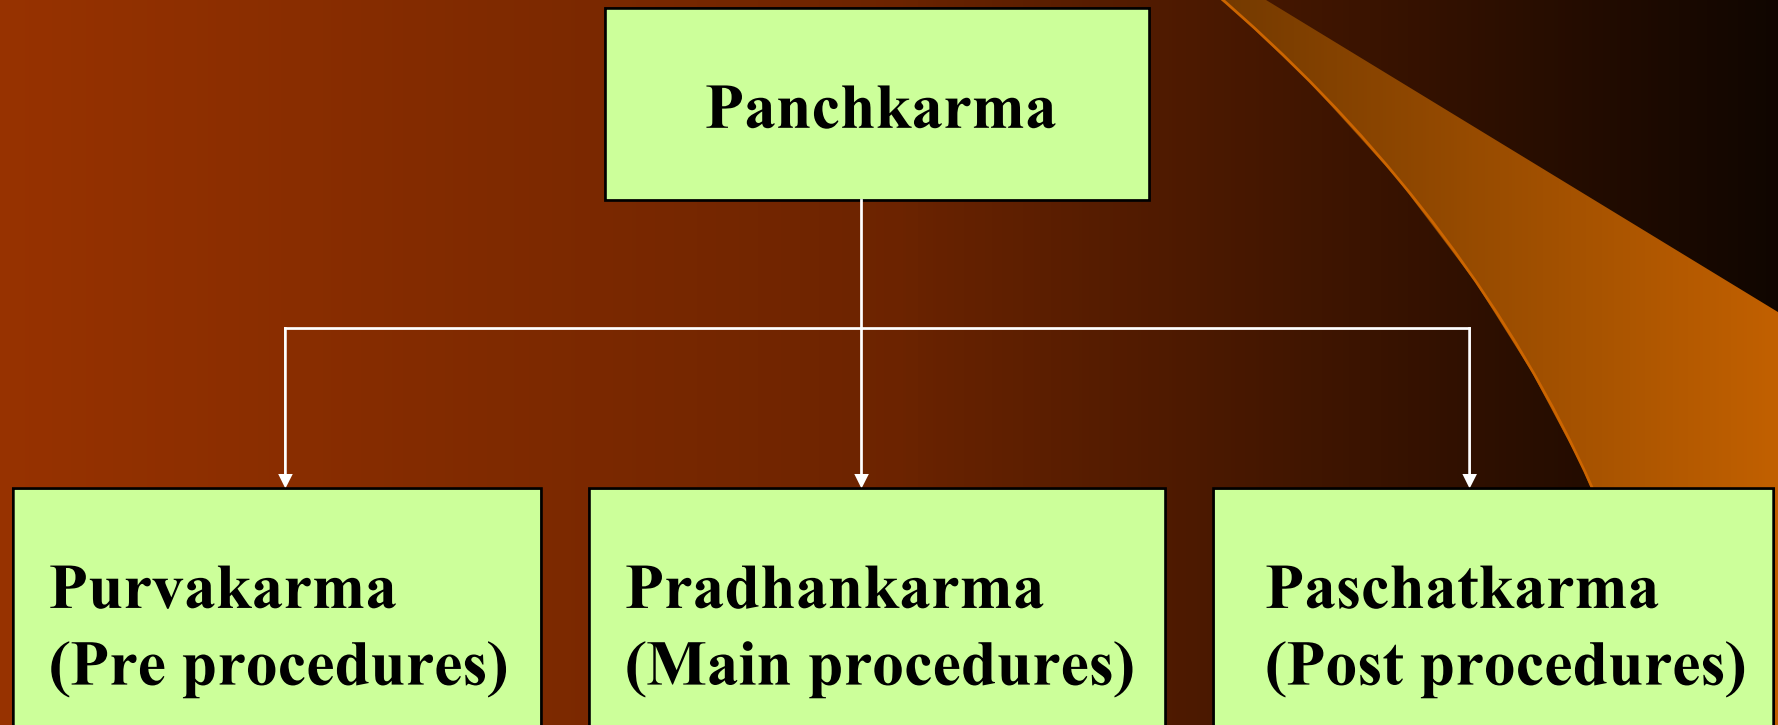 Panchkarma
Purvakarma
(Pre procedures)
Pradhankarma
(Main procedures)
Paschatkarma
(Post procedures)